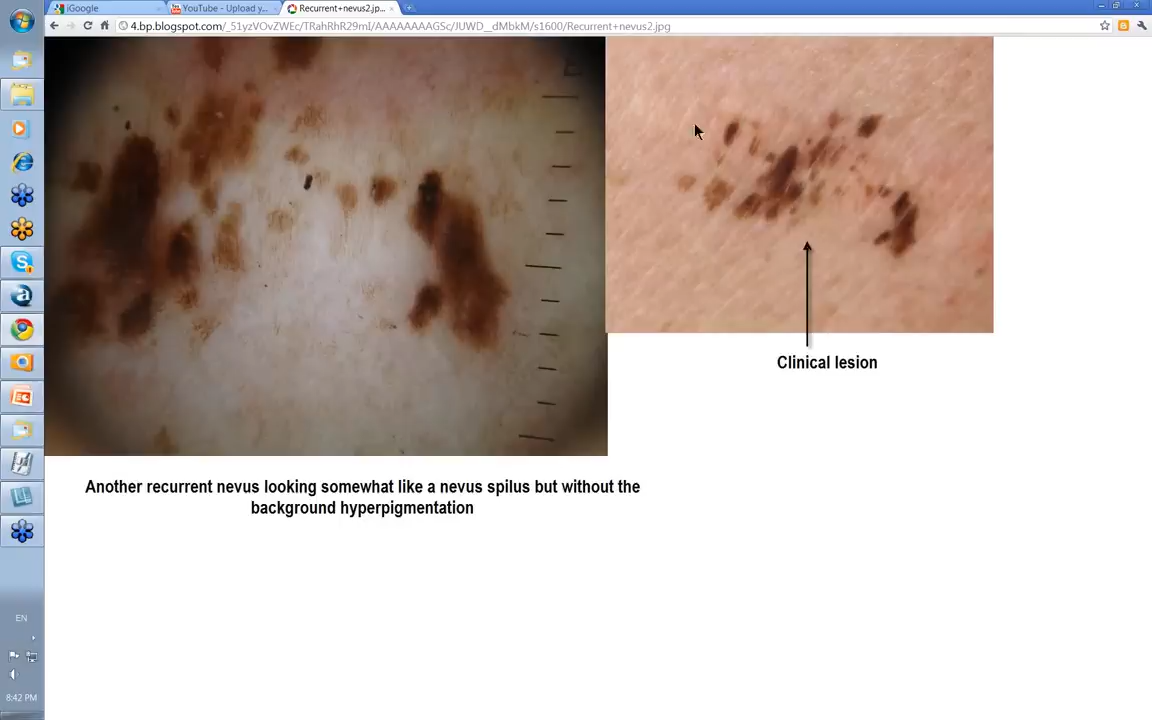 iGoogle
YouTube - Upload y...
Recurrent+nevus2.jp...
4.bp.blogspot.com/_51yzVOvZWEc/TRahRhR29mI/AAAAAAAAGSc/JUWD__dMbkM/s1600/Recurrent+nevus2.jpg
Clinical lesion
Another recurrent nevus looking somewhat like a nevus spilus but without the
background hyperpigmentation
EN
8:42 PM